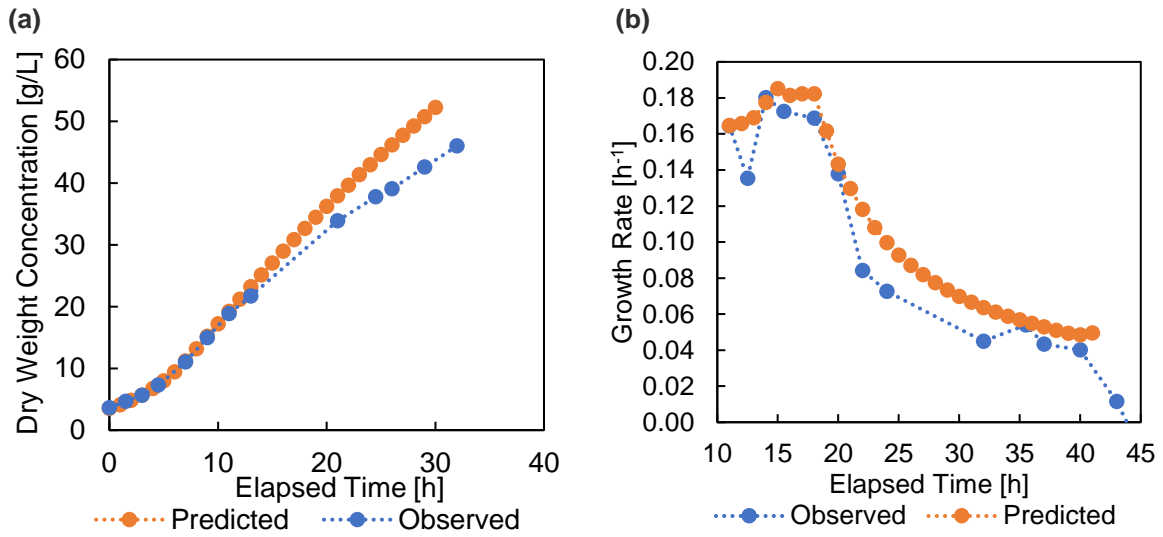 (a)
Dry Weight Concentration [g/L]
60
50
40
30
20
10
0
0 10 20 30 40
Elapsed Time [h]
Predicted Observed
(b)
Growth Rate [h⁻¹]
0.20
0.18
0.16
0.14
0.12
0.10
0.08
0.06
0.04
0.02
0.00
10 15 20 25 30 35 40 45
Elapsed Time [h]
Observed Predicted